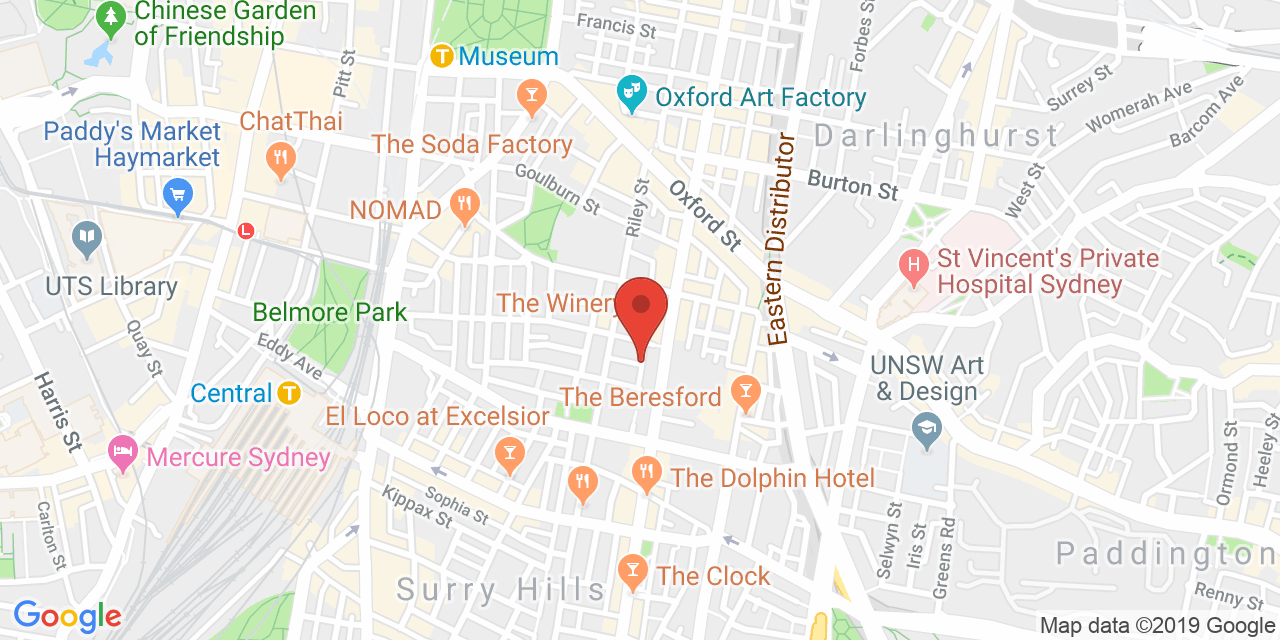 Chinese Garden
of Friendship
Francis St
Forbes St
Pitt St
T
Museum
Surrey St
Womerah Ave
Barcom Ave
Oxford Art Factory
Paddy's Market
Haymarket
ChatThai
The Soda Factory
Darlinghurst
Goulburn St
Riley St
Oxford St
Eastern Distributor
Burton St
West St
NOMAD
L
UTS Library
H
St Vincent's Private
Hospital Sydney
The Winery
Belmore Park
Quay St
Eddy Ave
Harris St
Central
T
UNSW Art
& Design
The Beresford
El Loco at Excelsior
Mercure Sydney
The Dolphin Hotel
Ormond St
Heeley St
Sophia St
Kippax St
Carlton St
Selwyn St
Iris St
Greens Rd
Paddington
Surry Hills
The Clock
Renny St
Google
Map data ©2019 Google